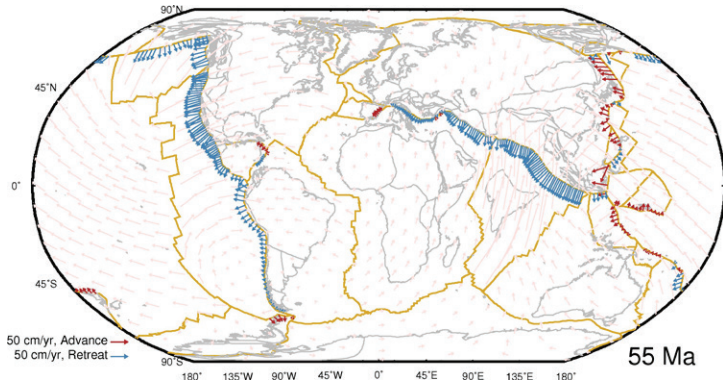 90˚N
45˚N
0˚
45˚S
50 cm/yr, Advance
50 cm/yr, Retreat
90˚S
55 Ma
180˚ 135˚W 90˚W 45˚W 0˚ 45˚E 90˚E 135˚E 180˚